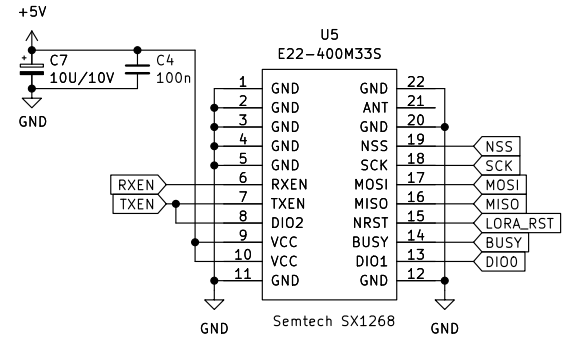 +5V
U5
E22-400M33S
+
C7
10U/10V
C4
100n
GND
1 GND GND 22
2 GND ANT 21
3 GND GND 20
4 GND NSS 19 NSS
5 GND SCK 18 SCK
RXEN 6 RXEN MOSI 17 MOSI
TXEN 7 TXEN MISO 16 MISO
8 DIO2 NRST 15 LORA_RST
9 VCC BUSY 14 BUSY
10 VCC DIO1 13 DIO0
11 GND GND 12
GND
Semtech SX1268
GND